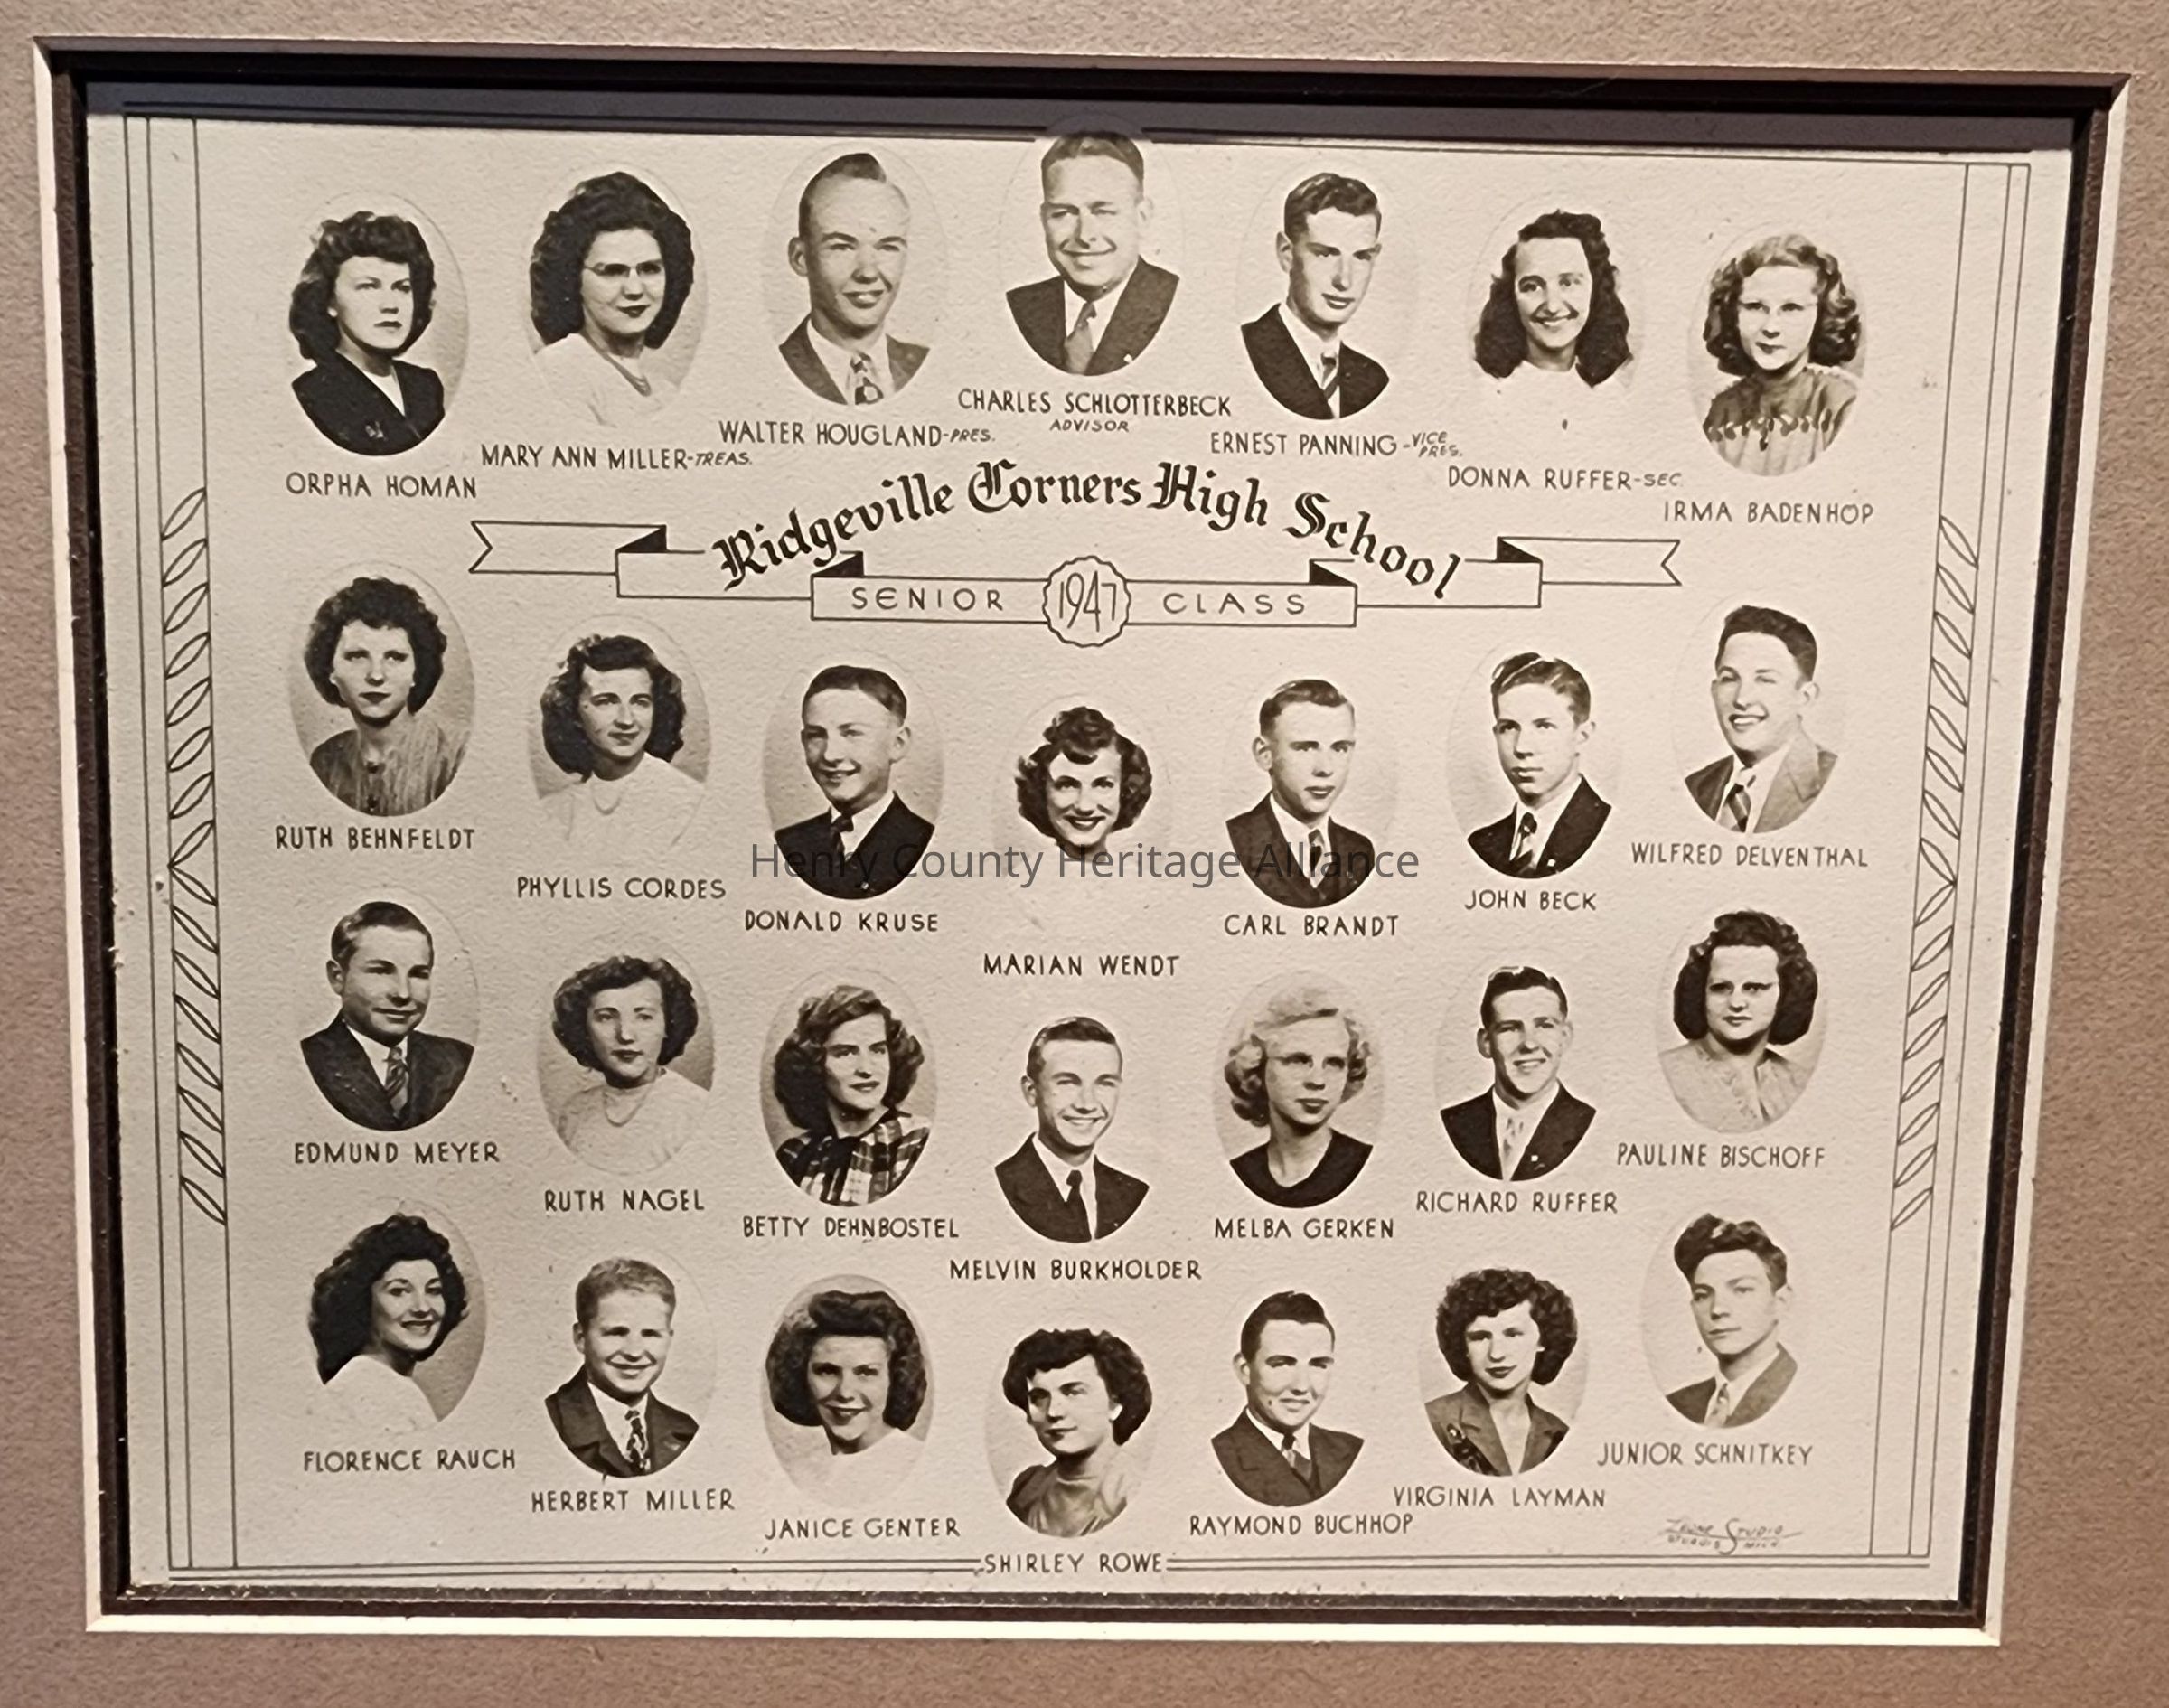 ORPHA HOMAN
MARY ANN MILLER-TREAS.
WALTER HOUGLAND-PRES.
CHARLES SCHLOTTERBECK
ADVISOR
ERNEST PANNING-VICE PRES.
DONNA RUFFER-SEC.
IRMA BADENHOP
Ridgeville Corners High School
SENIOR 1947 CLASS
RUTH BEHNFELDT
PHYLLIS CORDES
DONALD KRUSE
MARIAN WENDT
CARL BRANDT
JOHN BECK
WILFRED DELVENTHAL
Henry County Heritage Alliance
EDMUND MEYER
RUTH NAGEL
BETTY DEHNBOSTEL
MELVIN BURKHOLDER
MELBA GERKEN
RICHARD RUFFER
PAULINE BISCHOFF
FLORENCE RAUCH
HERBERT MILLER
JANICE GENTER
SHIRLEY ROWE
RAYMOND BUCHHOP
VIRGINIA LAYMAN
JUNIOR SCHNITKEY
STUDIO